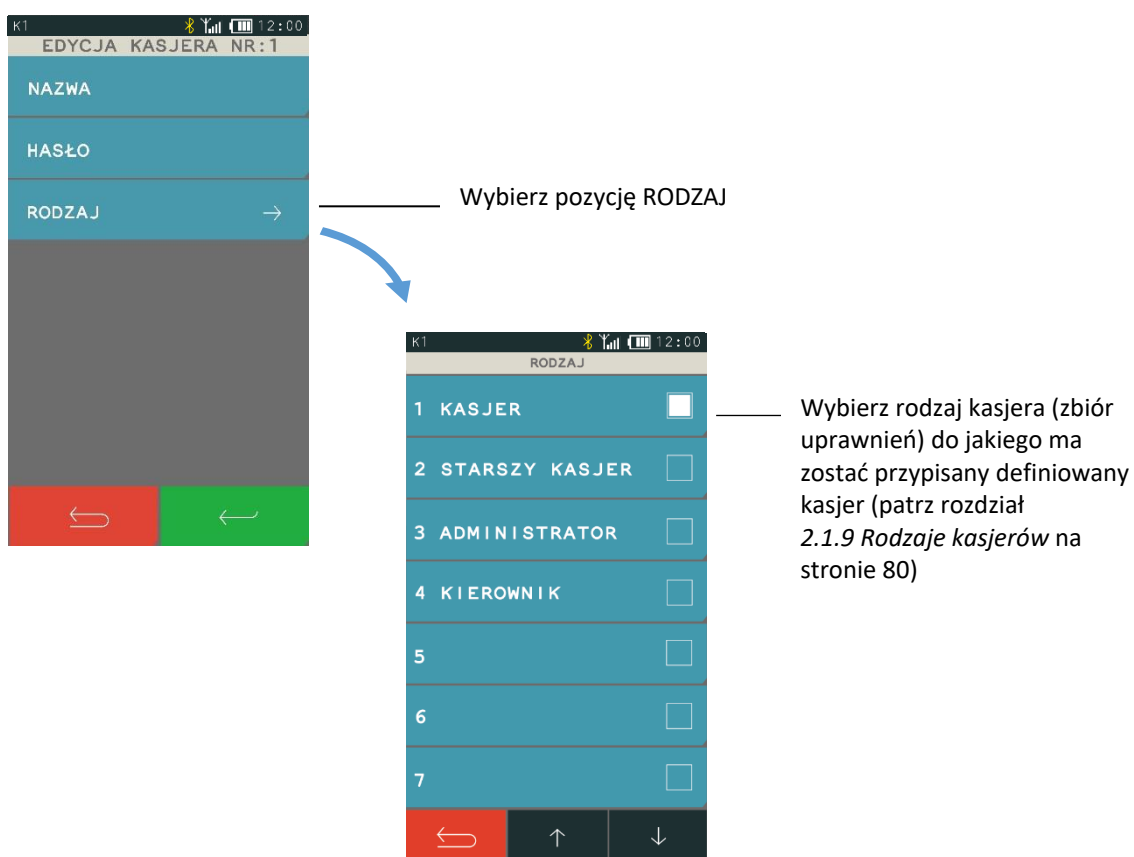 K1 12:00
EDYCJA KASJERA NR:1
NAZWA
HASŁO
RODZAJ
Wybierz pozycję RODZAJ
K1 12:00
RODZAJ
1 KASJER
2 STARSZY KASJER
3 ADMINISTRATOR
4 KIEROWNIK
5
6
7
Wybierz rodzaj kasjera (zbiór
uprawnień) do jakiego ma
zostać przypisany definiowany
kasjer (patrz rozdział
2.1.9 Rodzaje kasjerów na
stronie 80)